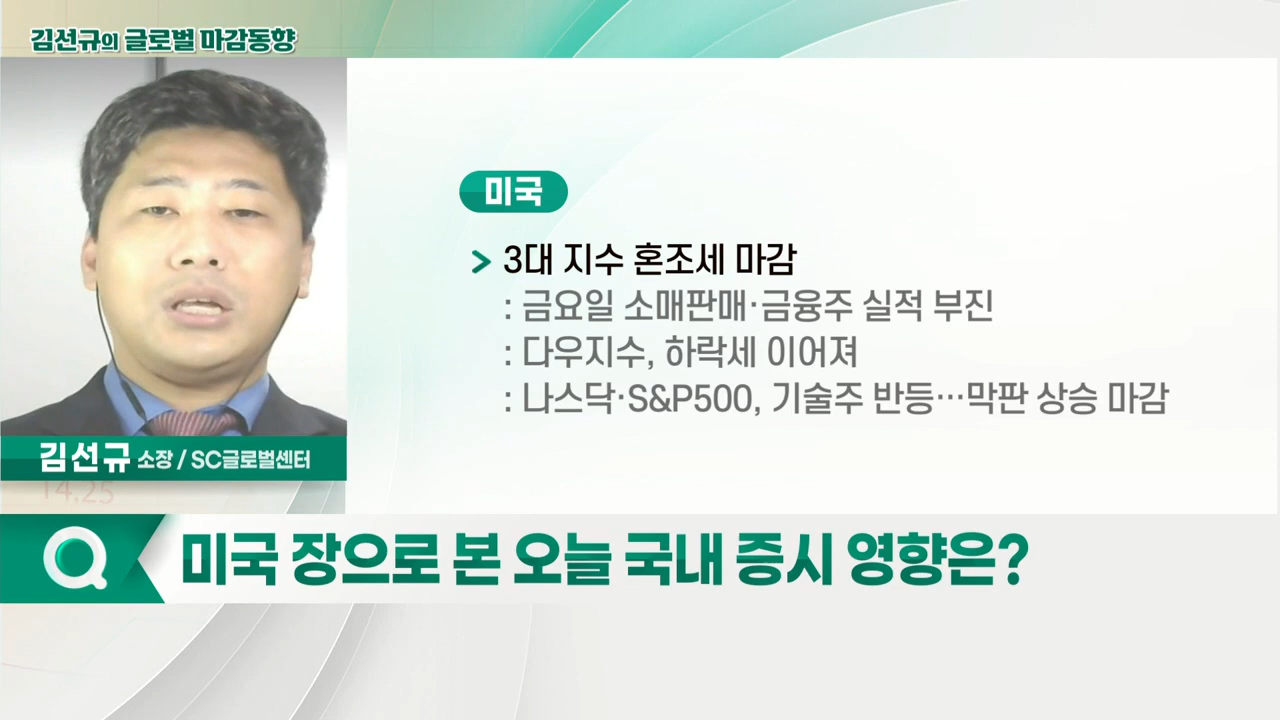 김선규의 글로벌 마감동향
미국
3대 지수 혼조세 마감
: 금요일 소매판매·금융주 실적 부진
: 다우지수, 하락세 이어져
: 나스닥·S&P500, 기술주 반등…막판 상승 마감
김선규 소장 / SC글로벌센터
14.25
Q 미국 장으로 본 오늘 국내 증시 영향은?